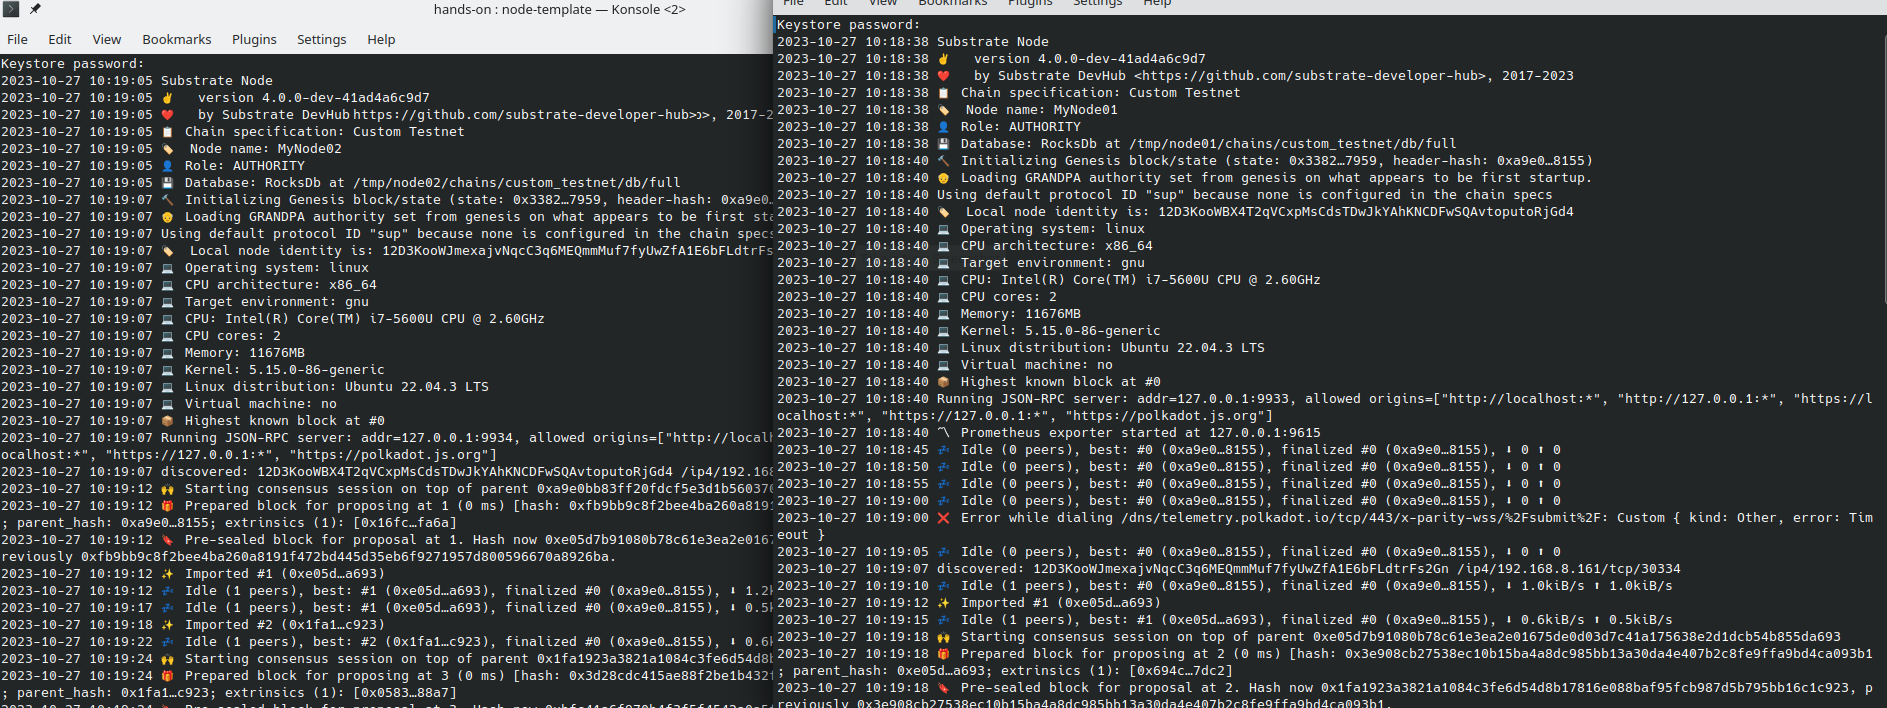 hands-on : node-template — Konsole <2>
File Edit View Bookmarks Plugins Settings Help
Keystore password:
2023-10-27 10:19:05 Substrate Node
2023-10-27 10:19:05 ✌️ version 4.0.0-dev-41ad4a6c9d7
2023-10-27 10:19:05 ❤️ by Substrate DevHub https://github.com/substrate-developer-hub>>, 2017-2
2023-10-27 10:19:05 📋 Chain specification: Custom Testnet
2023-10-27 10:19:05 🏷 Node name: MyNode02
2023-10-27 10:19:05 👤 Role: AUTHORITY
2023-10-27 10:19:05 💾 Database: RocksDb at /tmp/node02/chains/custom_testnet/db/full
2023-10-27 10:19:07 🔨 Initializing Genesis block/state (state: 0x3382…7959, header-hash: 0xa9e0…
2023-10-27 10:19:07 👴 Loading GRANDPA authority set from genesis on what appears to be first sta
2023-10-27 10:19:07 Using default protocol ID "sup" because none is configured in the chain specs
2023-10-27 10:19:07 🏷 Local node identity is: 12D3KooWJmexajvNqcC3q6MEQmmMuf7fyUwZfA1E6bFLdtrFs
2023-10-27 10:19:07 💻 Operating system: linux
2023-10-27 10:19:07 💻 CPU architecture: x86_64
2023-10-27 10:19:07 💻 Target environment: gnu
2023-10-27 10:19:07 💻 CPU: Intel(R) Core(TM) i7-5600U CPU @ 2.60GHz
2023-10-27 10:19:07 💻 CPU cores: 2
2023-10-27 10:19:07 💻 Memory: 11676MB
2023-10-27 10:19:07 💻 Kernel: 5.15.0-86-generic
2023-10-27 10:19:07 💻 Linux distribution: Ubuntu 22.04.3 LTS
2023-10-27 10:19:07 💻 Virtual machine: no
2023-10-27 10:19:07 📦 Highest known block at #0
2023-10-27 10:19:07 Running JSON-RPC server: addr=127.0.0.1:9934, allowed origins=["http://localh
ocalhost:*", "https://127.0.0.1:*", "https://polkadot.js.org"]
2023-10-27 10:19:07 discovered: 12D3KooWBX4T2qVCxpMsCdsTDwJkYAhKNCDFwSQAvtoputoRjGd4 /ip4/192.168
2023-10-27 10:19:12 🙌 Starting consensus session on top of parent 0xa9e0bb83ff20fdcf5e3d1b560370
2023-10-27 10:19:12 🎁 Prepared block for proposing at 1 (0 ms) [hash: 0xfb9bb9c8f2bee4ba260a8191
; parent_hash: 0xa9e0…8155; extrinsics (1): [0x16fc…fa6a]
2023-10-27 10:19:12 🔖 Pre-sealed block for proposal at 1. Hash now 0xe05d7b91080b78c61e3ea2e0167
reviously 0xfb9bb9c8f2bee4ba260a8191f472bd445d35eb6f9271957d800596670a8926ba.
2023-10-27 10:19:12 ✨ Imported #1 (0xe05d…a693)
2023-10-27 10:19:12 💤 Idle (1 peers), best: #1 (0xe05d…a693), finalized #0 (0xa9e0…8155), ⬇ 1.2k
2023-10-27 10:19:17 💤 Idle (1 peers), best: #1 (0xe05d…a693), finalized #0 (0xa9e0…8155), ⬇ 0.5k
2023-10-27 10:19:18 ✨ Imported #2 (0x1fa1…c923)
2023-10-27 10:19:22 💤 Idle (1 peers), best: #2 (0x1fa1…c923), finalized #0 (0xa9e0…8155), ⬇ 0.6k
2023-10-27 10:19:24 🙌 Starting consensus session on top of parent 0x1fa1923a3821a1084c3fe6d54d8b
2023-10-27 10:19:24 🎁 Prepared block for proposing at 3 (0 ms) [hash: 0x3d28cdc415ae88f2be1b432f
; parent_hash: 0x1fa1…c923; extrinsics (1): [0x0583…88a7]
File Edit View Bookmarks Plugins Settings Help
Keystore password:
2023-10-27 10:18:38 Substrate Node
2023-10-27 10:18:38 ✌️ version 4.0.0-dev-41ad4a6c9d7
2023-10-27 10:18:38 ❤️ by Substrate DevHub <https://github.com/substrate-developer-hub>, 2017-2023
2023-10-27 10:18:38 📋 Chain specification: Custom Testnet
2023-10-27 10:18:38 🏷 Node name: MyNode01
2023-10-27 10:18:38 👤 Role: AUTHORITY
2023-10-27 10:18:38 💾 Database: RocksDb at /tmp/node01/chains/custom_testnet/db/full
2023-10-27 10:18:40 🔨 Initializing Genesis block/state (state: 0x3382…7959, header-hash: 0xa9e0…8155)
2023-10-27 10:18:40 👴 Loading GRANDPA authority set from genesis on what appears to be first startup.
2023-10-27 10:18:40 Using default protocol ID "sup" because none is configured in the chain specs
2023-10-27 10:18:40 🏷 Local node identity is: 12D3KooWBX4T2qVCxpMsCdsTDwJkYAhKNCDFwSQAvtoputoRjGd4
2023-10-27 10:18:40 💻 Operating system: linux
2023-10-27 10:18:40 💻 CPU architecture: x86_64
2023-10-27 10:18:40 💻 Target environment: gnu
2023-10-27 10:18:40 💻 CPU: Intel(R) Core(TM) i7-5600U CPU @ 2.60GHz
2023-10-27 10:18:40 💻 CPU cores: 2
2023-10-27 10:18:40 💻 Memory: 11676MB
2023-10-27 10:18:40 💻 Kernel: 5.15.0-86-generic
2023-10-27 10:18:40 💻 Linux distribution: Ubuntu 22.04.3 LTS
2023-10-27 10:18:40 💻 Virtual machine: no
2023-10-27 10:18:40 📦 Highest known block at #0
2023-10-27 10:18:40 Running JSON-RPC server: addr=127.0.0.1:9933, allowed origins=["http://localhost:*", "http://127.0.0.1:*", "https://l
ocalhost:*", "https://127.0.0.1:*", "https://polkadot.js.org"]
2023-10-27 10:18:40 〽️ Prometheus exporter started at 127.0.0.1:9615
2023-10-27 10:18:45 💤 Idle (0 peers), best: #0 (0xa9e0…8155), finalized #0 (0xa9e0…8155), ⬇ 0 ⬆ 0
2023-10-27 10:18:50 💤 Idle (0 peers), best: #0 (0xa9e0…8155), finalized #0 (0xa9e0…8155), ⬇ 0 ⬆ 0
2023-10-27 10:18:55 💤 Idle (0 peers), best: #0 (0xa9e0…8155), finalized #0 (0xa9e0…8155), ⬇ 0 ⬆ 0
2023-10-27 10:19:00 💤 Idle (0 peers), best: #0 (0xa9e0…8155), finalized #0 (0xa9e0…8155), ⬇ 0 ⬆ 0
2023-10-27 10:19:00 ❌ Error while dialing /dns/telemetry.polkadot.io/tcp/443/x-parity-wss/%2Fsubmit%2F: Custom { kind: Other, error: Tim
eout }
2023-10-27 10:19:05 💤 Idle (0 peers), best: #0 (0xa9e0…8155), finalized #0 (0xa9e0…8155), ⬇ 0 ⬆ 0
2023-10-27 10:19:07 discovered: 12D3KooWJmexajvNqcC3q6MEQmmMuf7fyUwZfA1E6bFLdtrFs2Gn /ip4/192.168.8.161/tcp/30334
2023-10-27 10:19:10 💤 Idle (1 peers), best: #0 (0xa9e0…8155), finalized #0 (0xa9e0…8155), ⬇ 1.0kiB/s ⬆ 1.0kiB/s
2023-10-27 10:19:12 ✨ Imported #1 (0xe05d…a693)
2023-10-27 10:19:15 💤 Idle (1 peers), best: #1 (0xe05d…a693), finalized #0 (0xa9e0…8155), ⬇ 0.6kiB/s ⬆ 0.5kiB/s
2023-10-27 10:19:18 🙌 Starting consensus session on top of parent 0xe05d7b91080b78c61e3ea2e01675de0d03d7c41a175638e2d1dcb54b855da693
2023-10-27 10:19:18 🎁 Prepared block for proposing at 2 (0 ms) [hash: 0x3e908cb27538ec10b15ba4a8dc985bb13a30da4e407b2c8fe9ffa9bd4ca093b1
; parent_hash: 0xe05d…a693; extrinsics (1): [0x694c…7dc2]
2023-10-27 10:19:18 🔖 Pre-sealed block for proposal at 2. Hash now 0x1fa1923a3821a1084c3fe6d54d8b17816e088baf95fcb987d5b795bb16c1c923, p
reviously 0x3e908cb27538ec10b15ba4a8dc985bb13a30da4e407b2c8fe9ffa9bd4ca093b1.